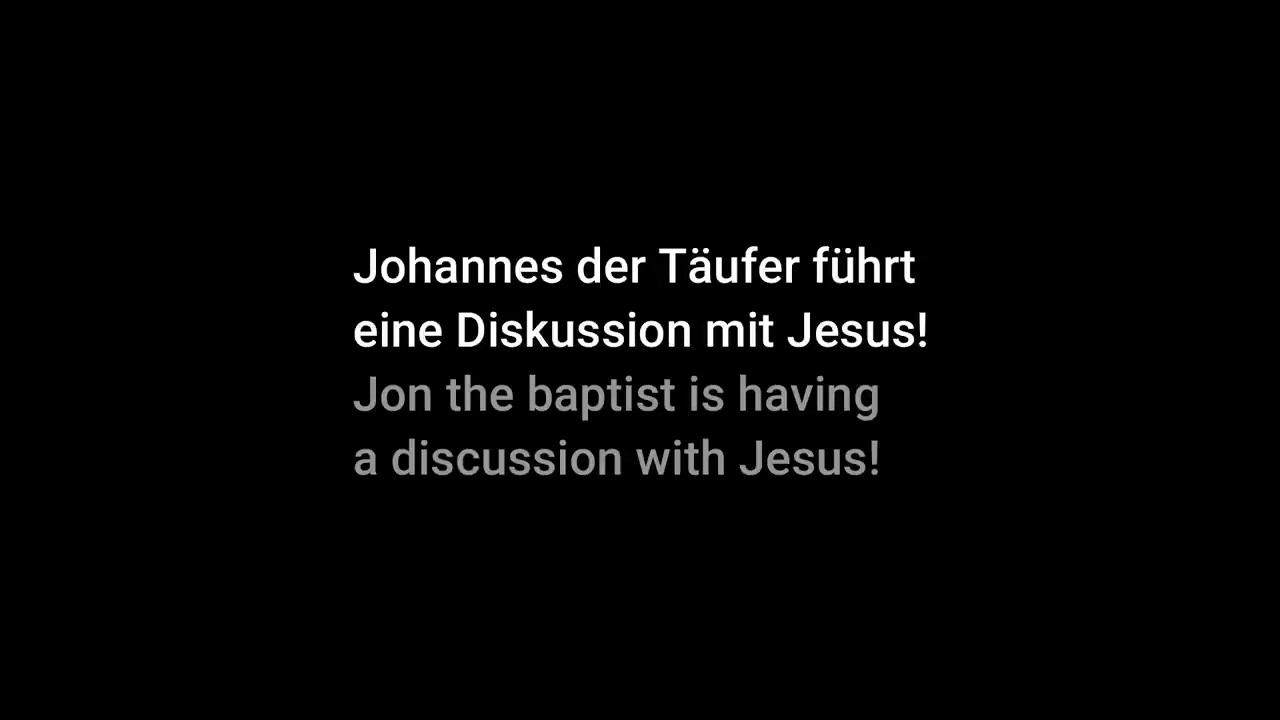 Johannes der Täufer führt
eine Diskussion mit Jesus!
Jon the baptist is having
a discussion with Jesus!